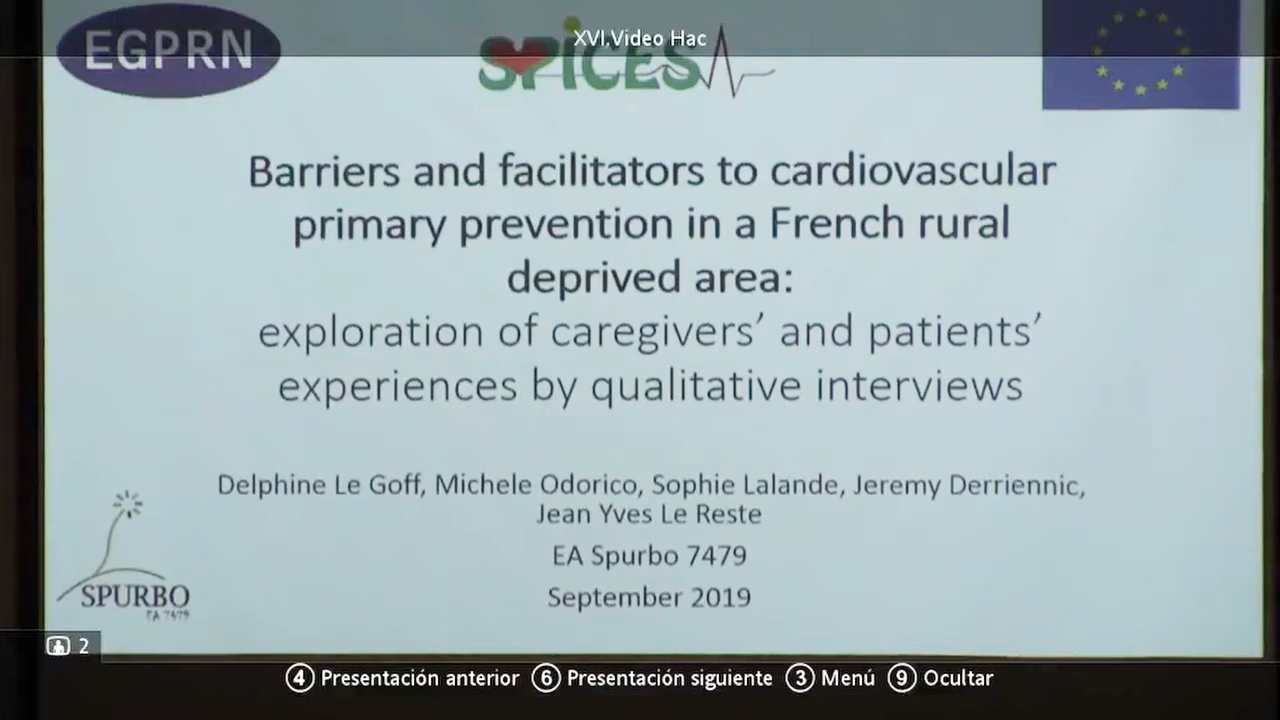 XVI.Video Hac
EGPRN
SPiCES
Barriers and facilitators to cardiovascular
primary prevention in a French rural
deprived area:
exploration of caregivers’ and patients’
experiences by qualitative interviews
Delphine Le Goff, Michele Odorico, Sophie Lalande, Jeremy Derriennic,
Jean Yves Le Reste
EA Spurbo 7479
September 2019
SPURBO
EA 7479
2
4 Presentación anterior 6 Presentación siguiente 3 Menú 9 Ocultar